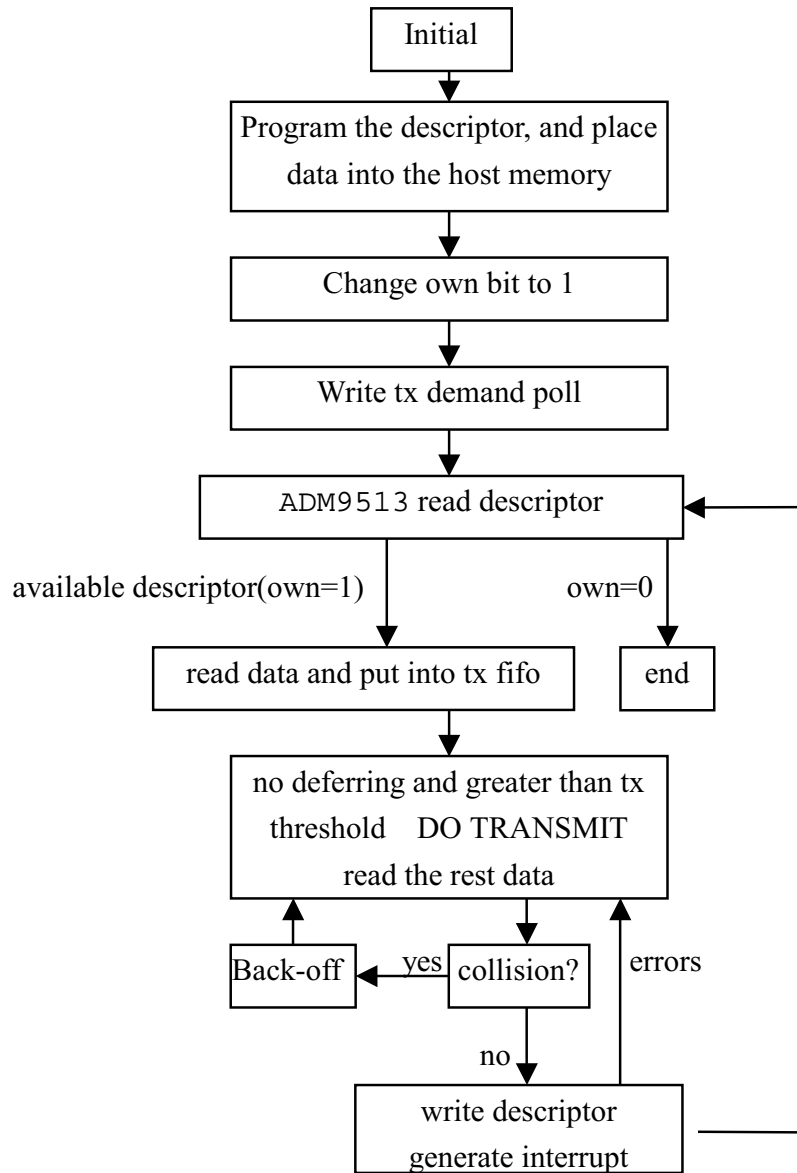 Initial
Program the descriptor, and place
data into the host memory
Change own bit to 1
Write tx demand poll
ADM9513 read descriptor
available descriptor(own=1)
own=0
read data and put into tx fifo
end
no deferring and greater than tx
threshold DO TRANSMIT
read the rest data
Back-off
yes
collision?
errors
no
write descriptor
generate interrupt